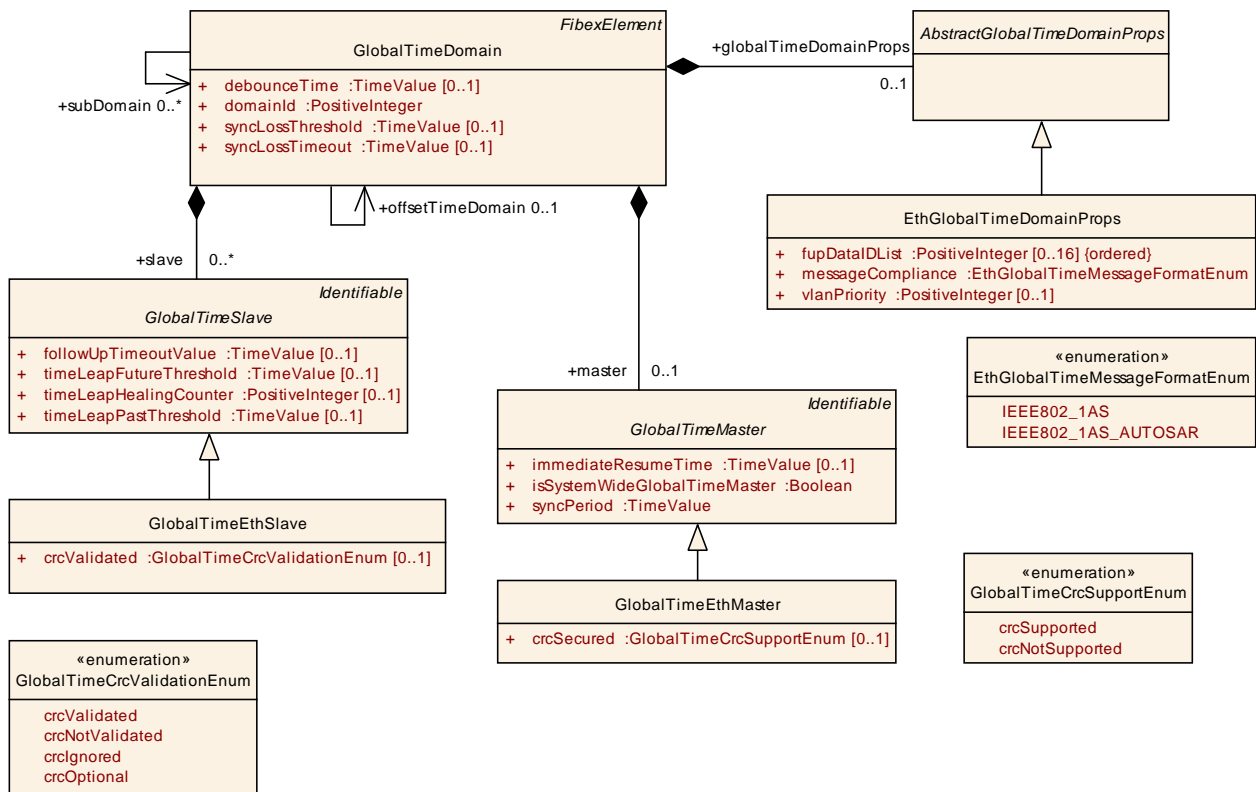 FibexElement
GlobalTimeDomain
+ debounceTime :TimeValue [0..1]
+ domainId :PositiveInteger
+ syncLossThreshold :TimeValue [0..1]
+ syncLossTimeout :TimeValue [0..1]
+subDomain 0..*
+globalTimeDomainProps
0..1
AbstractGlobalTimeDomainProps
+offsetTimeDomain 0..1
EthGlobalTimeDomainProps
+ fupDataIDList :PositiveInteger [0..16] {ordered}
+ messageCompliance :EthGlobalTimeMessageFormatEnum
+ vlanPriority :PositiveInteger [0..1]
+slave 0..*
Identifiable
GlobalTimeSlave
+ followUpTimeoutValue :TimeValue [0..1]
+ timeLeapFutureThreshold :TimeValue [0..1]
+ timeLeapHealingCounter :PositiveInteger [0..1]
+ timeLeapPastThreshold :TimeValue [0..1]
+master 0..1
Identifiable
GlobalTimeMaster
+ immediateResumeTime :TimeValue [0..1]
+ isSystemWideGlobalTimeMaster :Boolean
+ syncPeriod :TimeValue
«enumeration»
EthGlobalTimeMessageFormatEnum
IEEE802_1AS
IEEE802_1AS_AUTOSAR
GlobalTimeEthSlave
+ crcValidated :GlobalTimeCrcValidationEnum [0..1]
GlobalTimeEthMaster
+ crcSecured :GlobalTimeCrcSupportEnum [0..1]
«enumeration»
GlobalTimeCrcSupportEnum
crcSupported
crcNotSupported
«enumeration»
GlobalTimeCrcValidationEnum
crcValidated
crcNotValidated
crcIgnored
crcOptional